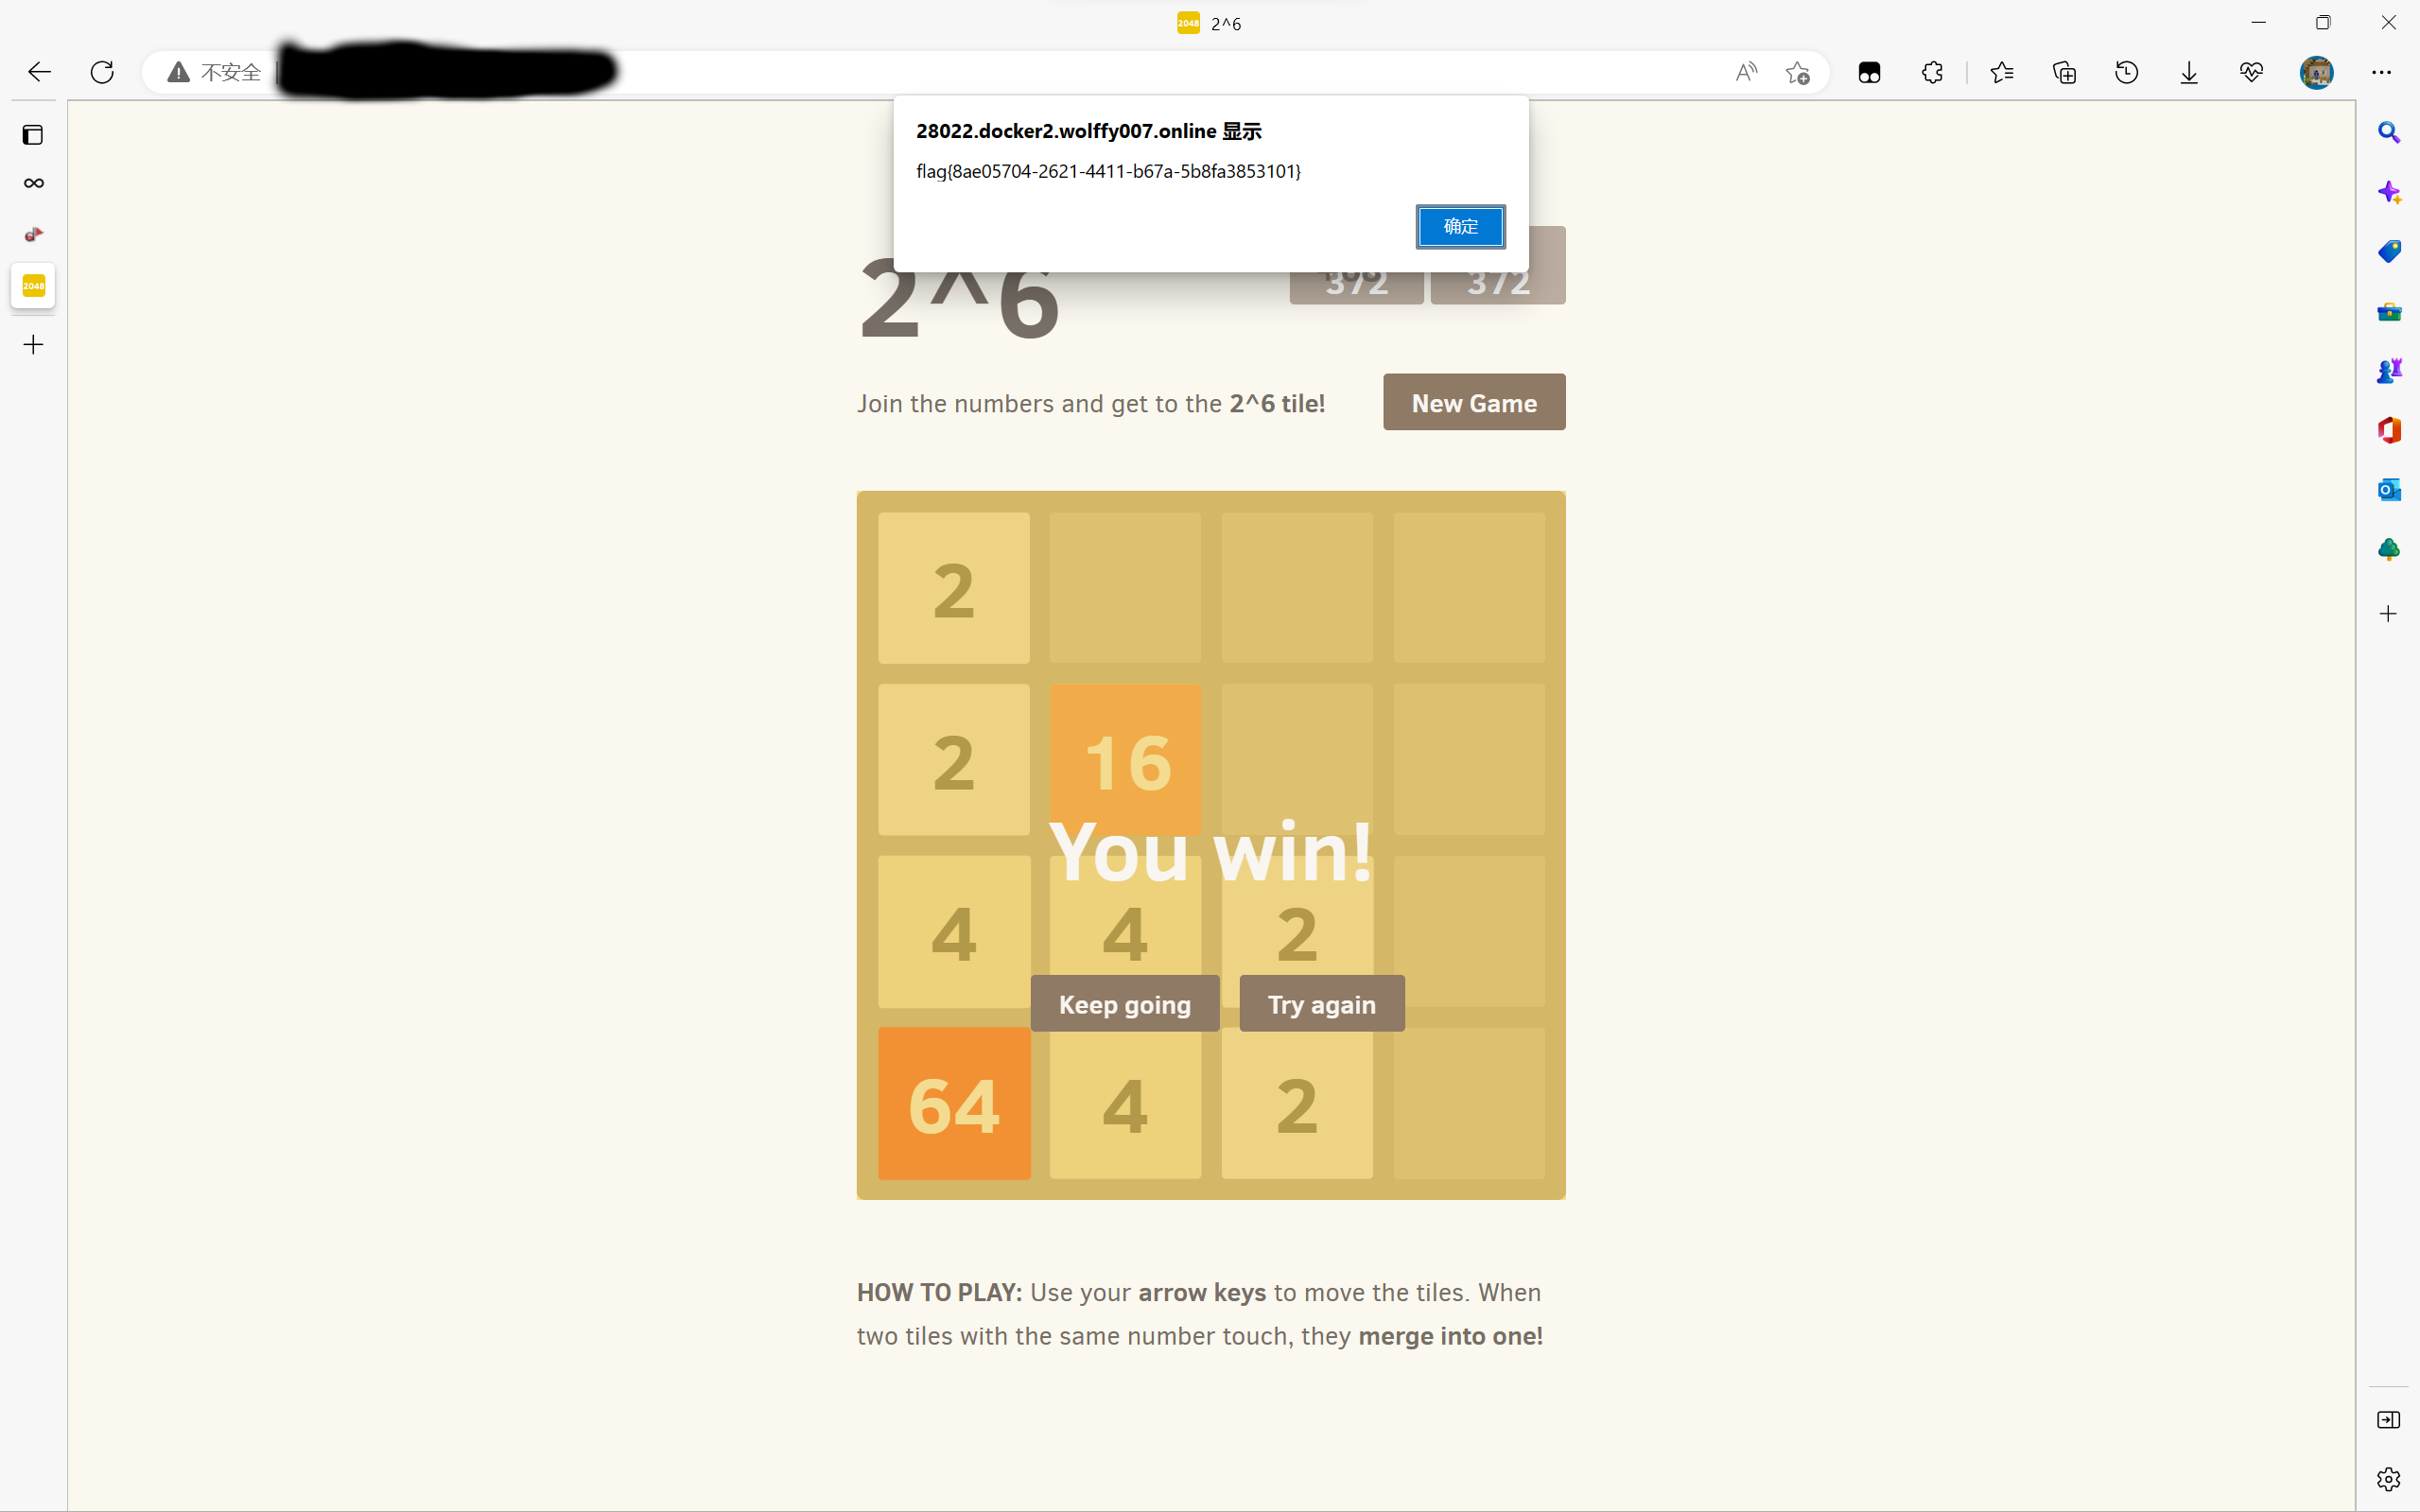 2048 2^6
不安全
28022.docker2.wolffy007.online 显示
flag{8ae05704-2621-4411-b67a-5b8fa3853101}
确定
2048
2^6
372 372
Join the numbers and get to the 2^6 tile!
New Game
2
2 16
You win!
4 4 2
Keep going Try again
64 4 2
HOW TO PLAY: Use your arrow keys to move the tiles. When
two tiles with the same number touch, they merge into one!